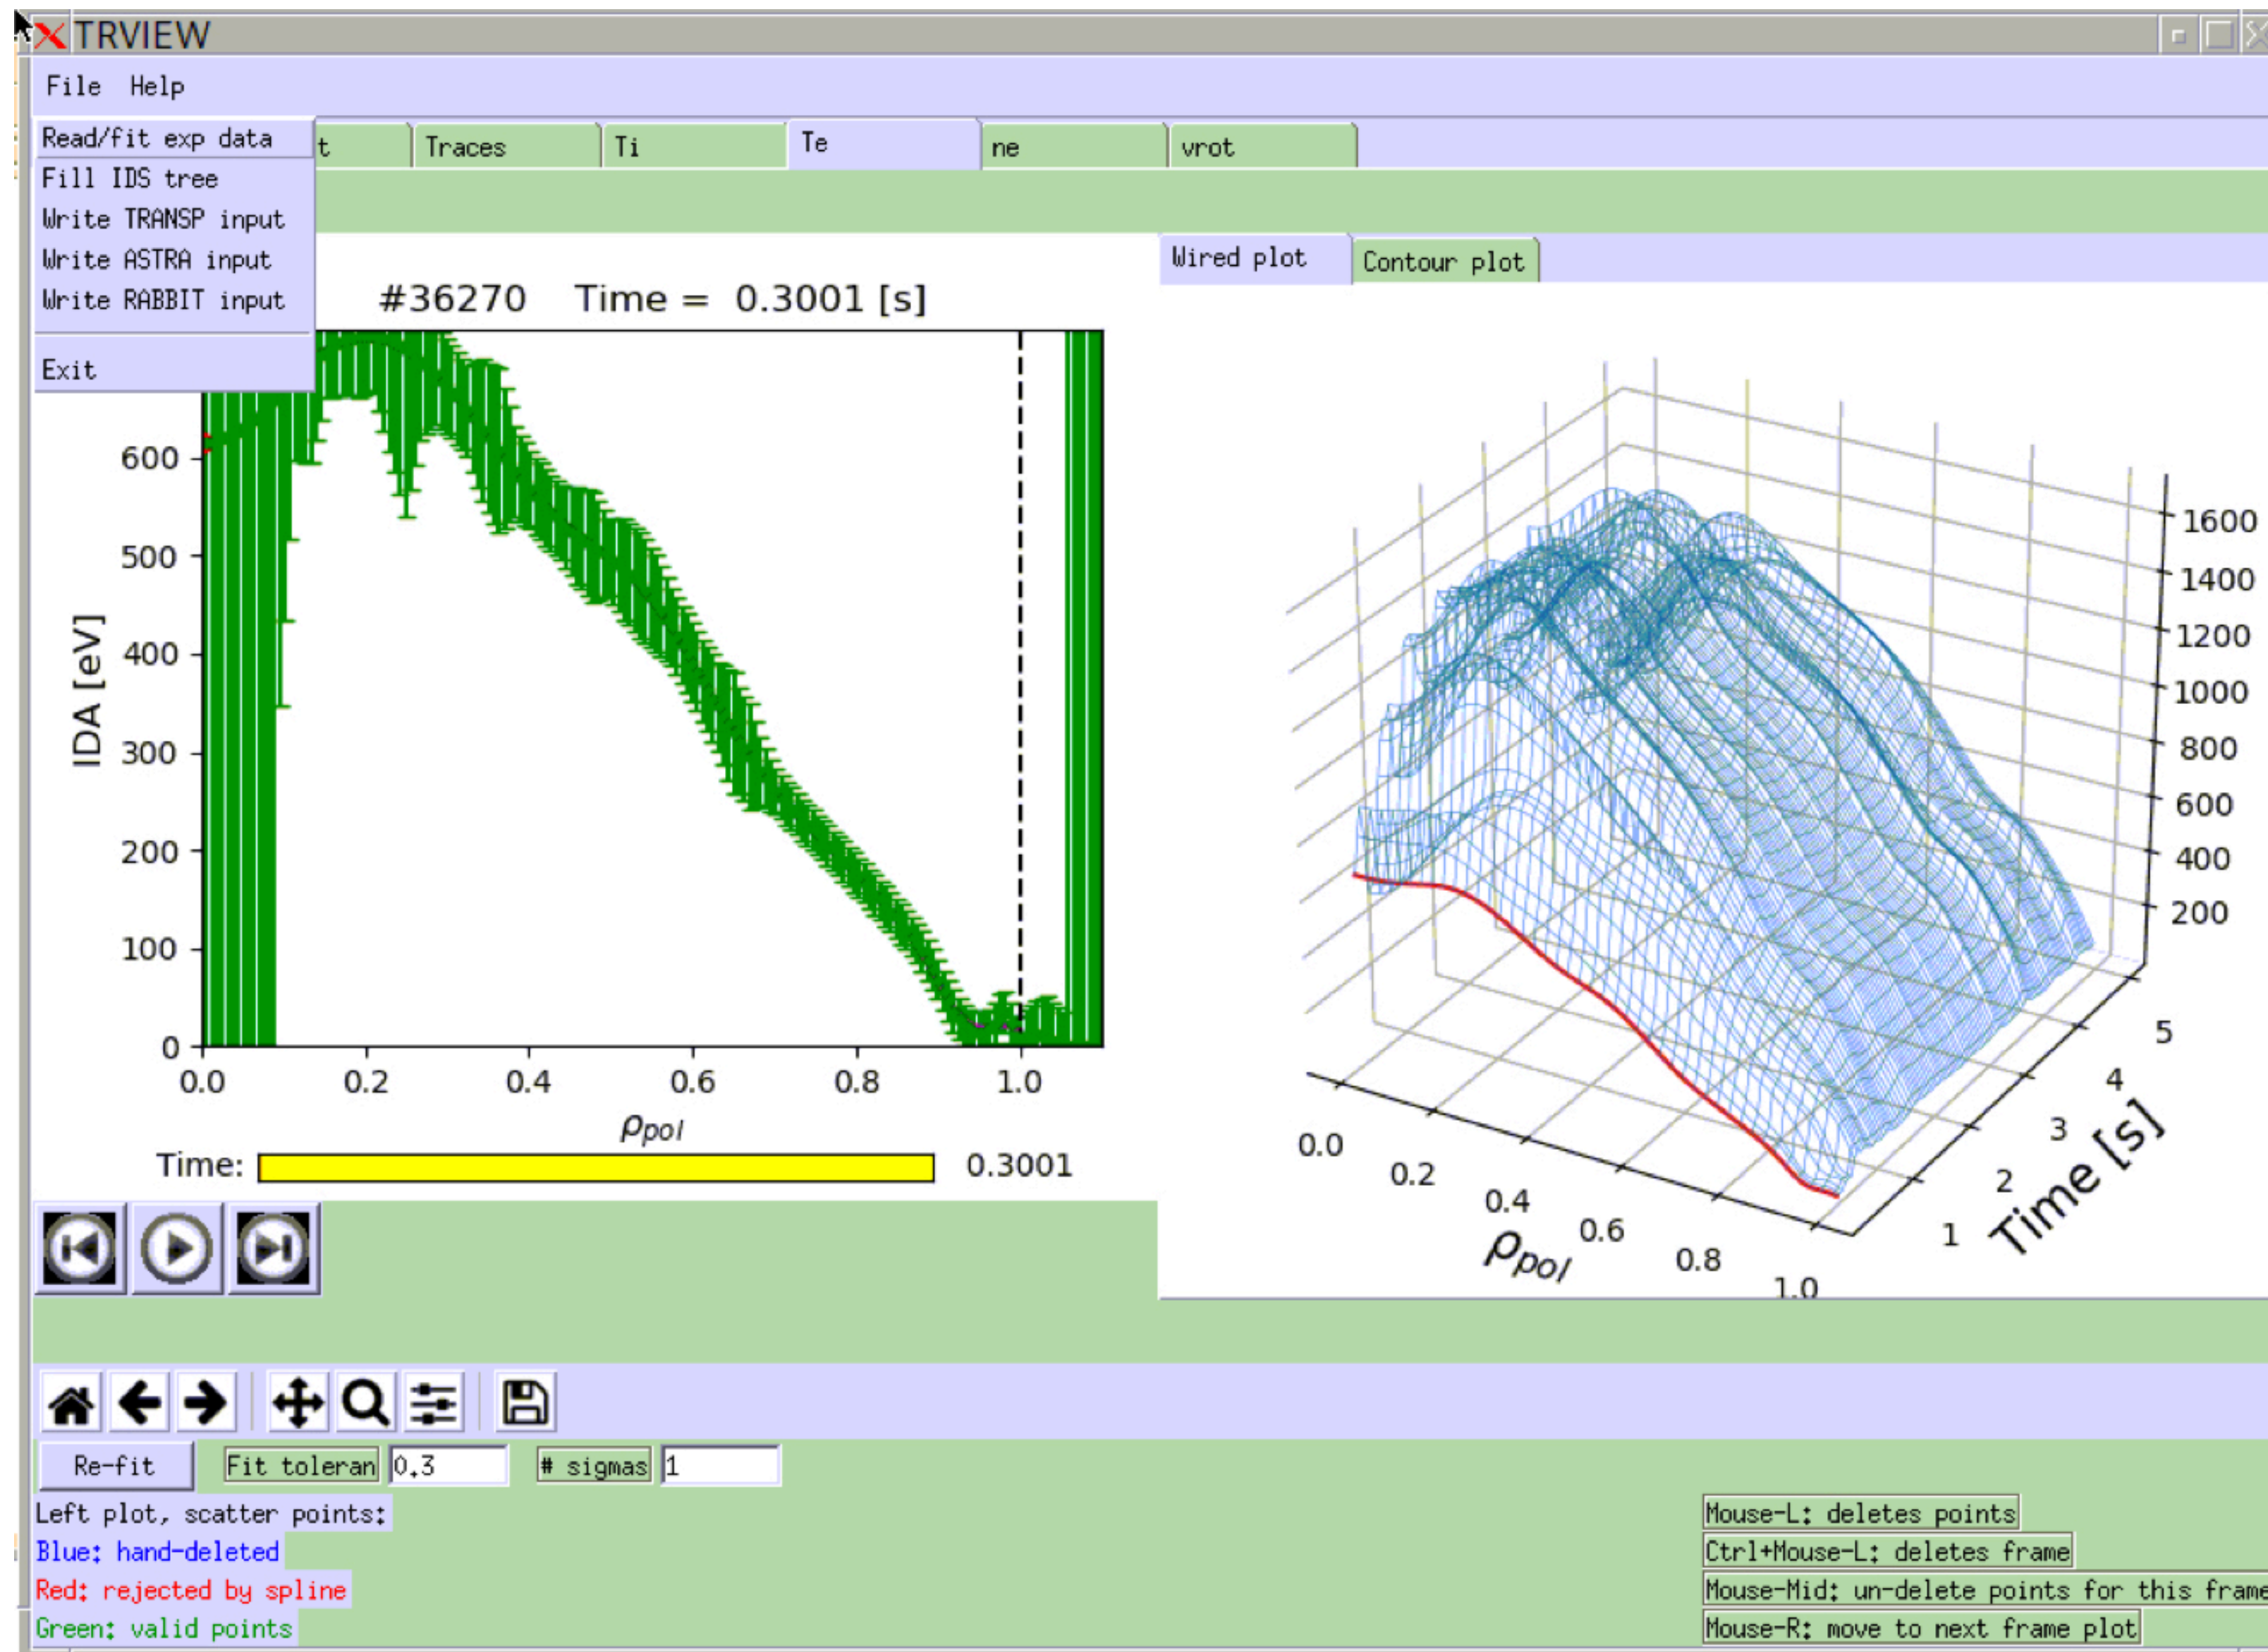 TRVIEW
File Help
Read/fit exp data
Fill IDS tree
Write TRANSP input
Write ASTRA input
Write RABBIT input
Exit
t Traces Ti Te ne vrot
Wired plot Contour plot
#36270 Time = 0.3001 [s]
IDA [eV]
600
500
400
300
200
100
0
0.0 0.2 0.4 0.6 0.8 1.0
ρpol
Time: 0.3001
1600
1400
1200
1000
800
600
400
200
0.0 0.2 0.4 0.6 0.8 1.0
ρpol
1 2 3 4 5
Time [s]
Re-fit Fit toleran 0.3 # sigmas 1
Left plot, scatter points:
Blue: hand-deleted
Red: rejected by spline
Green: valid points
Mouse-L: deletes points
Ctrl+Mouse-L: deletes frame
Mouse-Mid: un-delete points for this frame
Mouse-R: move to next frame plot